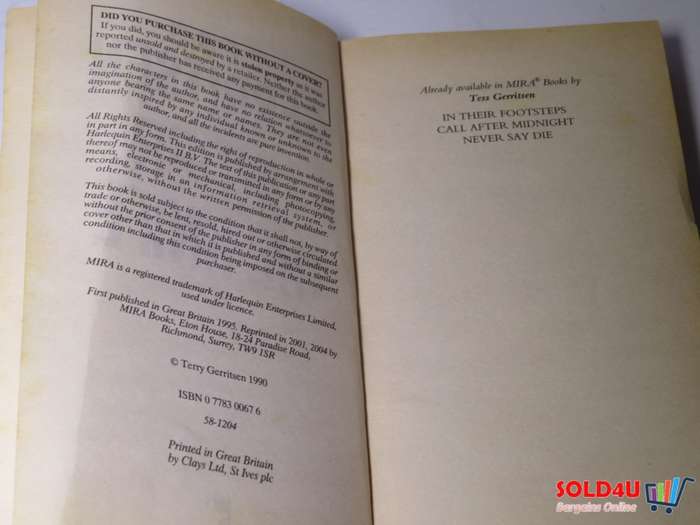 DID YOU PURCHASE THIS BOOK WITHOUT A COVER?
If you did, you should be aware it is stolen property as it was
reported unsold and destroyed by a retailer. Neither the author
nor the publisher has received any payment for this book.
All the characters in this book have no existence outside the
imagination of the author, and have no relation whatsoever to
anyone bearing the same name or names. They are not even
distantly inspired by any individual known or unknown to the
author, and all the incidents are pure invention.
All Rights Reserved including the right of reproduction in whole or
in part in any form. This edition is published by arrangement with
Harlequin Enterprises II B.V. The text of this publication or any part
thereof may not be reproduced or transmitted in any form or by any
means, electronic or mechanical, including photocopying,
recording, storage in an information retrieval system, or
otherwise, without the written permission of the publisher.
This book is sold subject to the condition that it shall not, by way of
trade or otherwise, be lent, resold, hired out or otherwise circulated
without the prior consent of the publisher in any form of binding or
cover other than that in which it is published and without a similar
condition including this condition being imposed on the subsequent
purchaser.
MIRA is a registered trademark of Harlequin Enterprises Limited,
used under licence.
First published in Great Britain 1995. Reprinted in 2001, 2004 by
MIRA Books, Eton House, 18-24 Paradise Road,
Richmond, Surrey, TW9 1SR
© Terry Gerritsen 1990
ISBN 0 7783 0067 6
58-1204
Printed in Great Britain
by Clays Ltd, St Ives plc
Already available in MIRA® Books by
Tess Gerritsen
IN THEIR FOOTSTEPS
CALL AFTER MIDNIGHT
NEVER SAY DIE
SOLD4U
Bargains Online